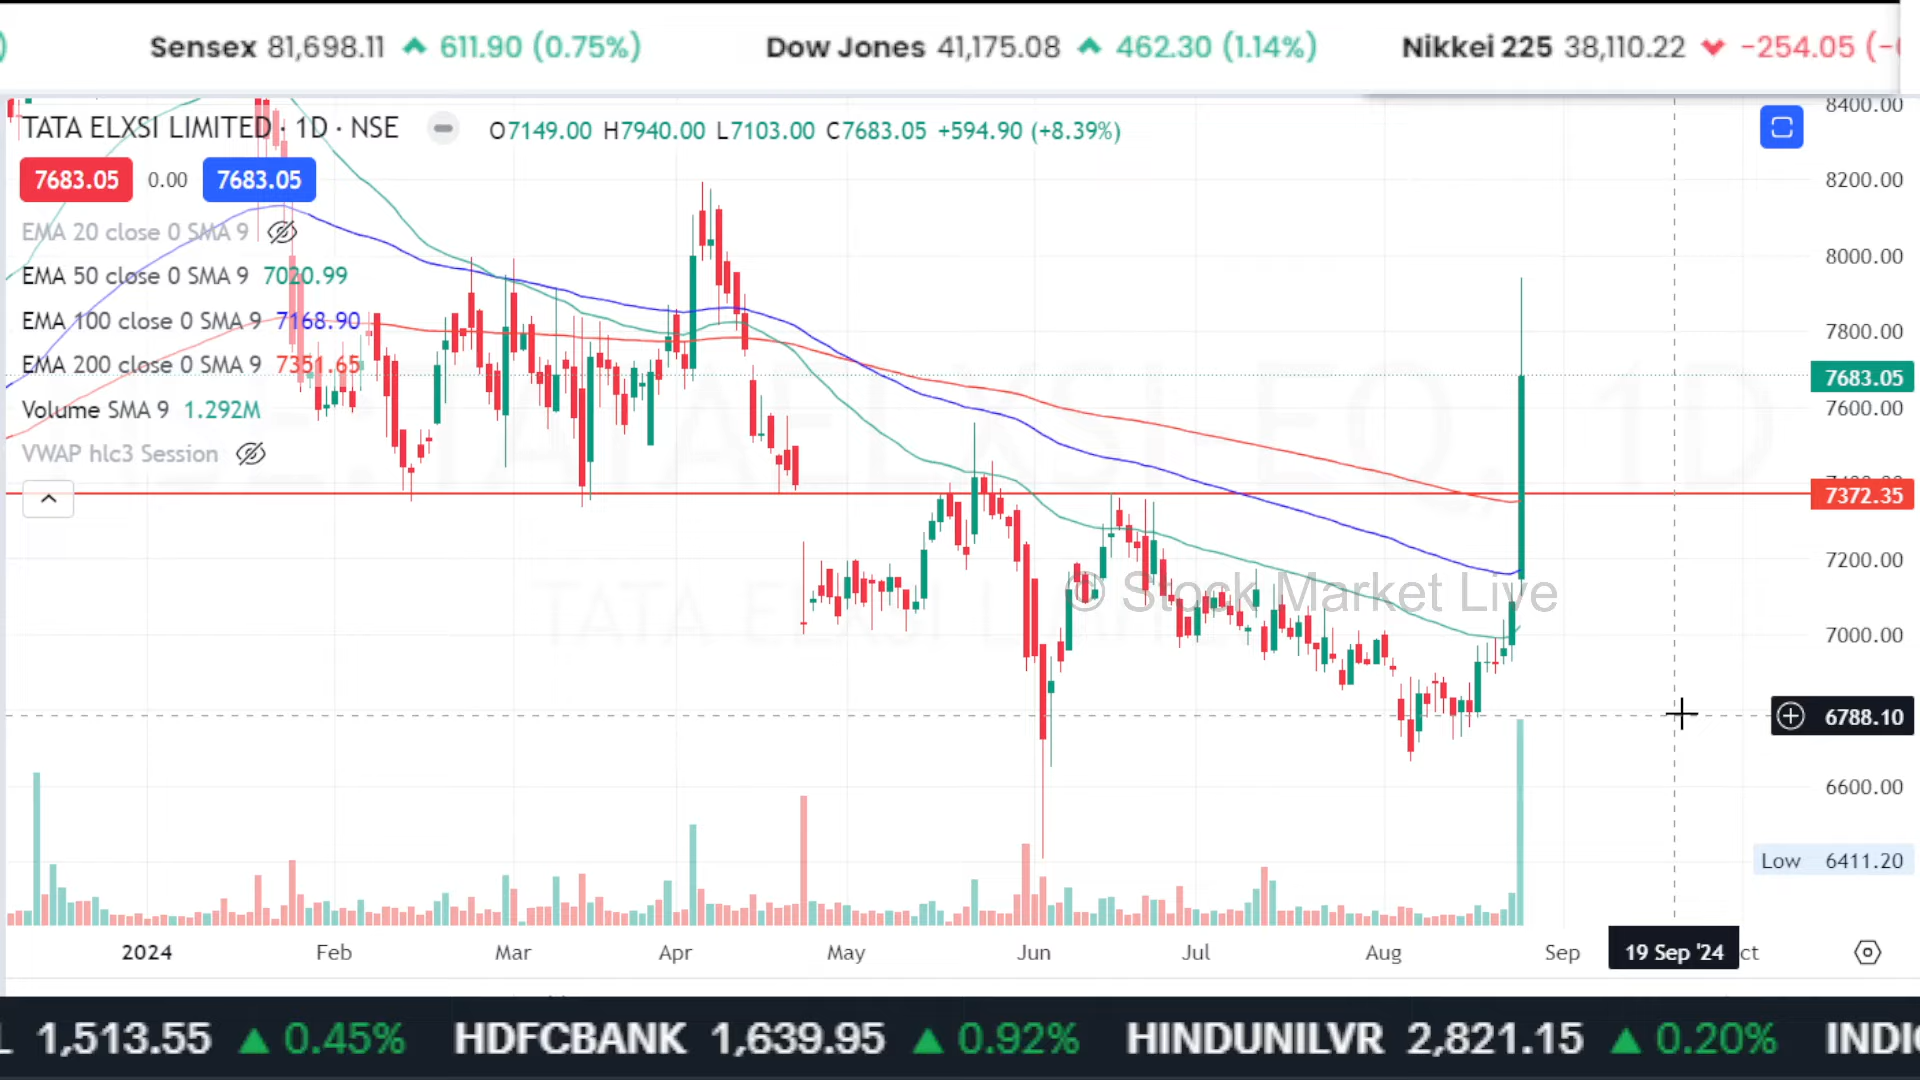 ) Sensex 81,698.11 611.90 (0.75%) Dow Jones 41,175.08 462.30 (1.14%) Nikkei 225 38,110.22 -254.05 (-
TATA ELXSI LIMITED · 1D · NSE O7149.00 H7940.00 L7103.00 C7683.05 +594.90 (+8.39%)
7683.05 0.00 7683.05
EMA 20 close 0 SMA 9
EMA 50 close 0 SMA 9 7020.99
EMA 100 close 0 SMA 9 7168.90
EMA 200 close 0 SMA 9 7351.65
Volume SMA 9 1.292M
VWAP hlc3 Session
8400.00
8200.00
8000.00
7800.00
7683.05
7600.00
7372.35
7200.00
7000.00
6788.10
6600.00
Low 6411.20
TATA ELXSI LIMITED
© Stock Market Live
2024 Feb Mar Apr May Jun Jul Aug Sep 19 Sep '24 ct
L 1,513.55 ▲ 0.45% HDFCBANK 1,639.95 ▲ 0.92% HINDUNILVR 2,821.15 ▲ 0.20% INDI